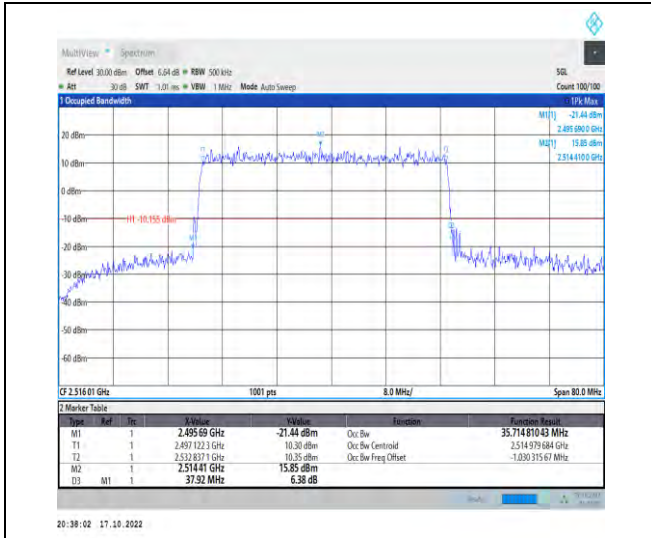 MultiView Spectrum
Ref Level 30.00 dBm Offset 6.64 dB RBW 500 kHz SGL
Att 30 dB SWT 1.01 ms VBW 1 MHz Mode Auto Sweep Count 100/100
1 Occupied Bandwidth 1Pk Max
M1[1] -21.44 dBm
2.495 690 0 GHz
20 dBm M2[1] 15.85 dBm
2.514 410 0 GHz
M2
10 dBm
0 dBm
-10 dBm H1 -10.155 dBm
-20 dBm
-30 dBm
-40 dBm
-50 dBm
-60 dBm
CF 2.516 01 GHz 1001 pts 8.0 MHz/ Span 80.0 MHz
2 Marker Table
Type Ref Trc X-Value Y-Value Function Function Result
M1 1 2.495 69 GHz -21.44 dBm Occ Bw 35.714 810 43 MHz
T1 1 2.497 122 3 GHz 10.30 dBm Occ Bw Centroid 2.514 979 684 GHz
T2 1 2.532 837 1 GHz 10.35 dBm Occ Bw Freq Offset -1.030 315 67 MHz
M2 1 2.514 41 GHz 15.85 dBm
D3 M1 1 37.92 MHz 6.38 dB
20:38:02 17.10.2022